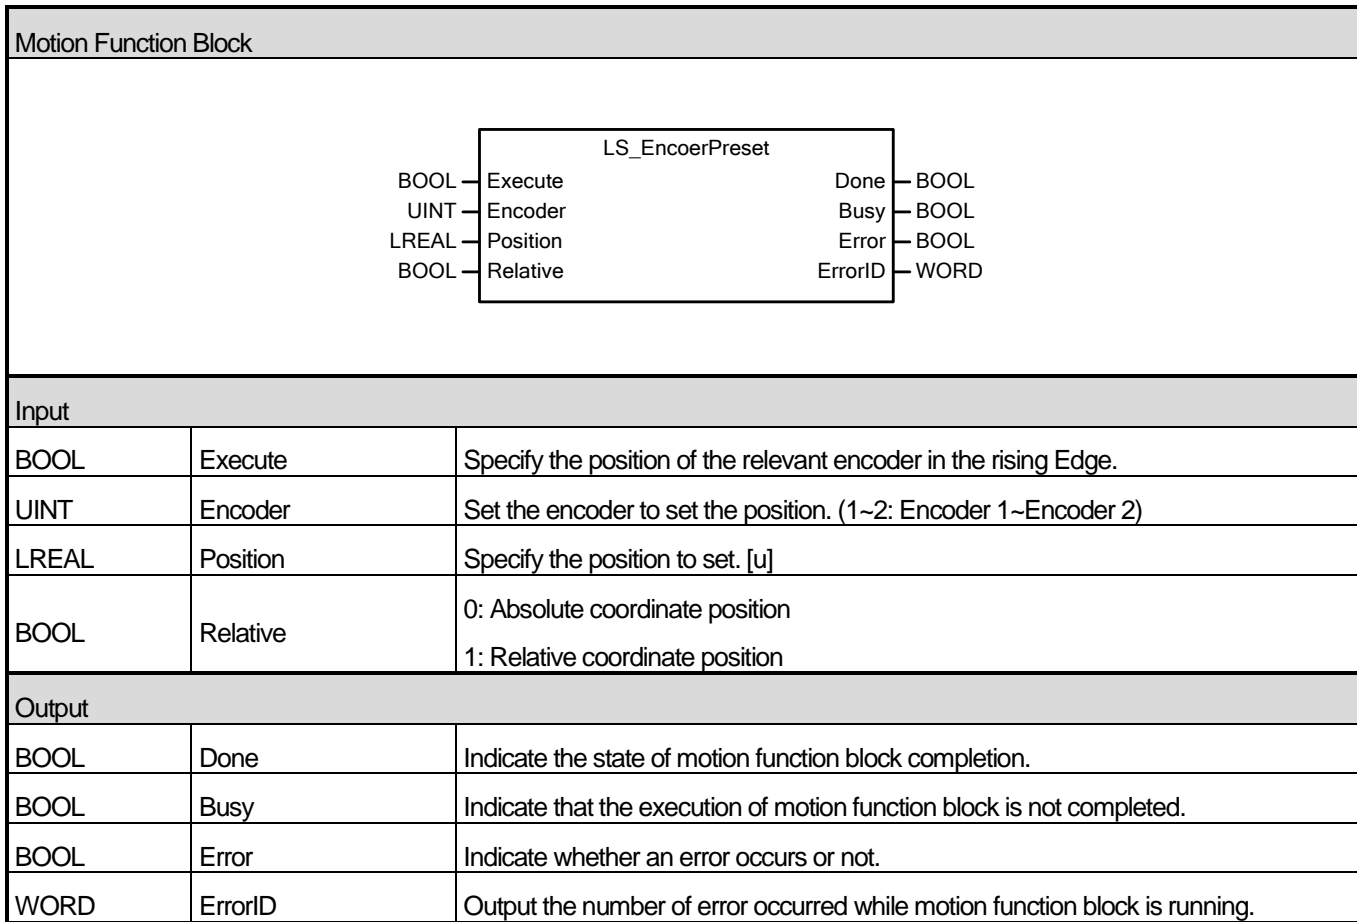 Motion Function Block
LS_EncoerPreset
BOOL Execute Done BOOL
UINT Encoder Busy BOOL
LREAL Position Error BOOL
BOOL Relative ErrorID WORD
Input
BOOL Execute Specify the position of the relevant encoder in the rising Edge.
UINT Encoder Set the encoder to set the position. (1~2: Encoder 1~Encoder 2)
LREAL Position Specify the position to set. [u]
BOOL Relative 0: Absolute coordinate position
1: Relative coordinate position
Output
BOOL Done Indicate the state of motion function block completion.
BOOL Busy Indicate that the execution of motion function block is not completed.
BOOL Error Indicate whether an error occurs or not.
WORD ErrorID Output the number of error occurred while motion function block is running.